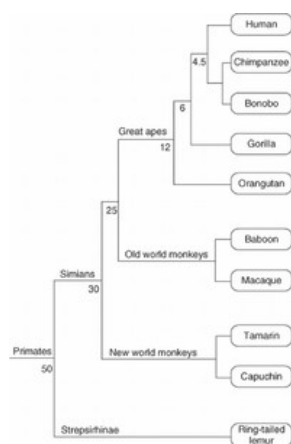 Human
4.5
Chimpanzee
Bonobo
6
Great apes
12
Gorilla
Orangutan
25
Baboon
Old world monkeys
Macaque
Simians
30
Tamarin
New world monkeys
Capuchin
Primates
50
Strepsirhinae
Ring-tailed
lemur